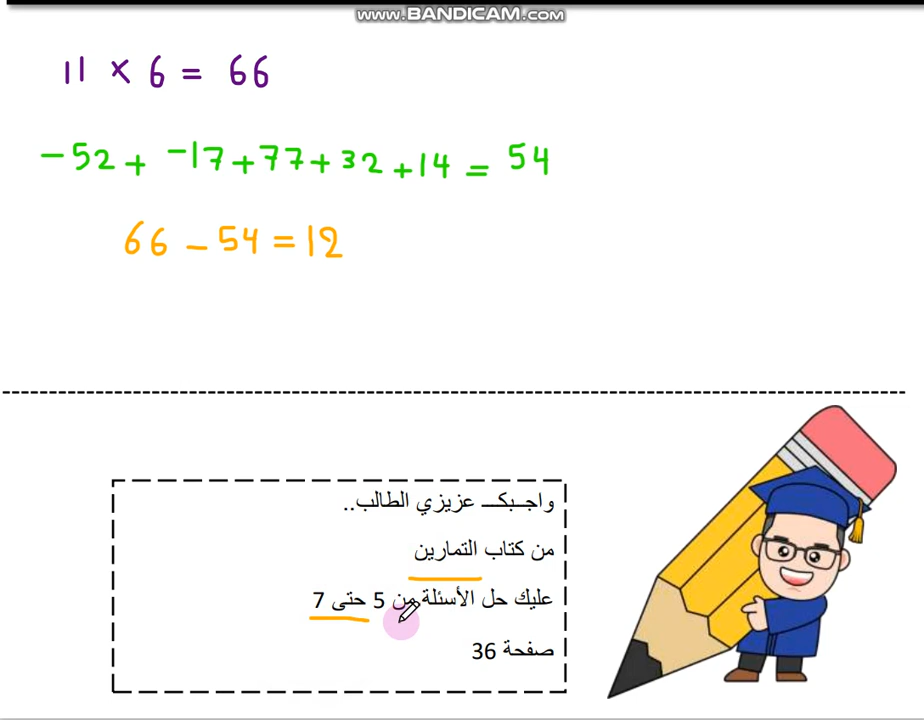 www.BANDICAM.com
11 × 6 = 66
-52 + -17 + 77 + 32 + 14 = 54
66 - 54 = 12
واجـبكــ عزيزي الطالب..
من كتاب التمارين
عليك حل الأسئلة من 5 حتى 7
صفحة 36